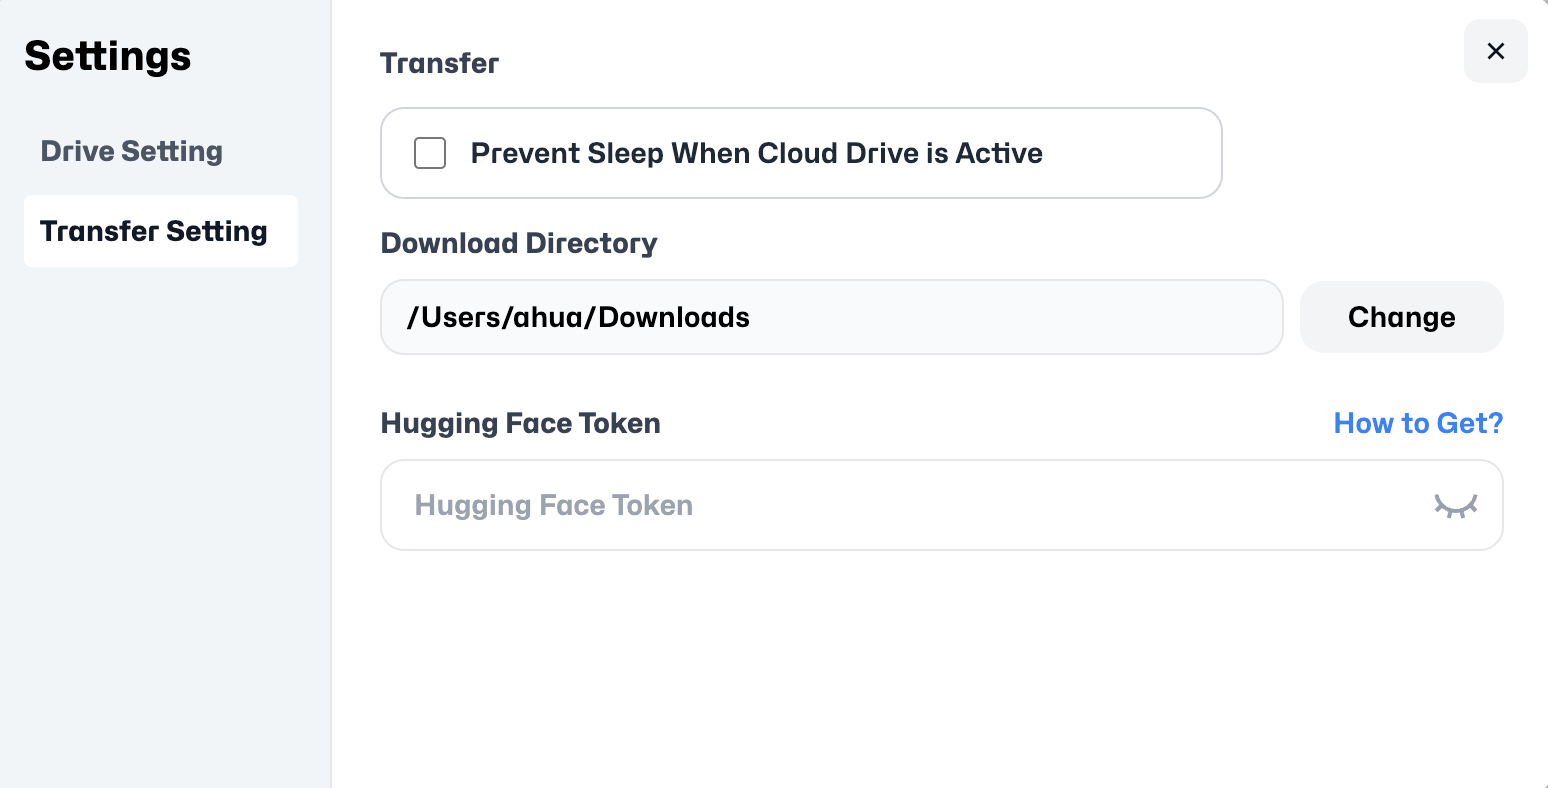 Settings
Drive Setting
Transfer Setting
Transfer
Prevent Sleep When Cloud Drive is Active
Download Directory
/Users/ahua/Downloads
Change
Hugging Face Token
How to Get?
Hugging Face Token